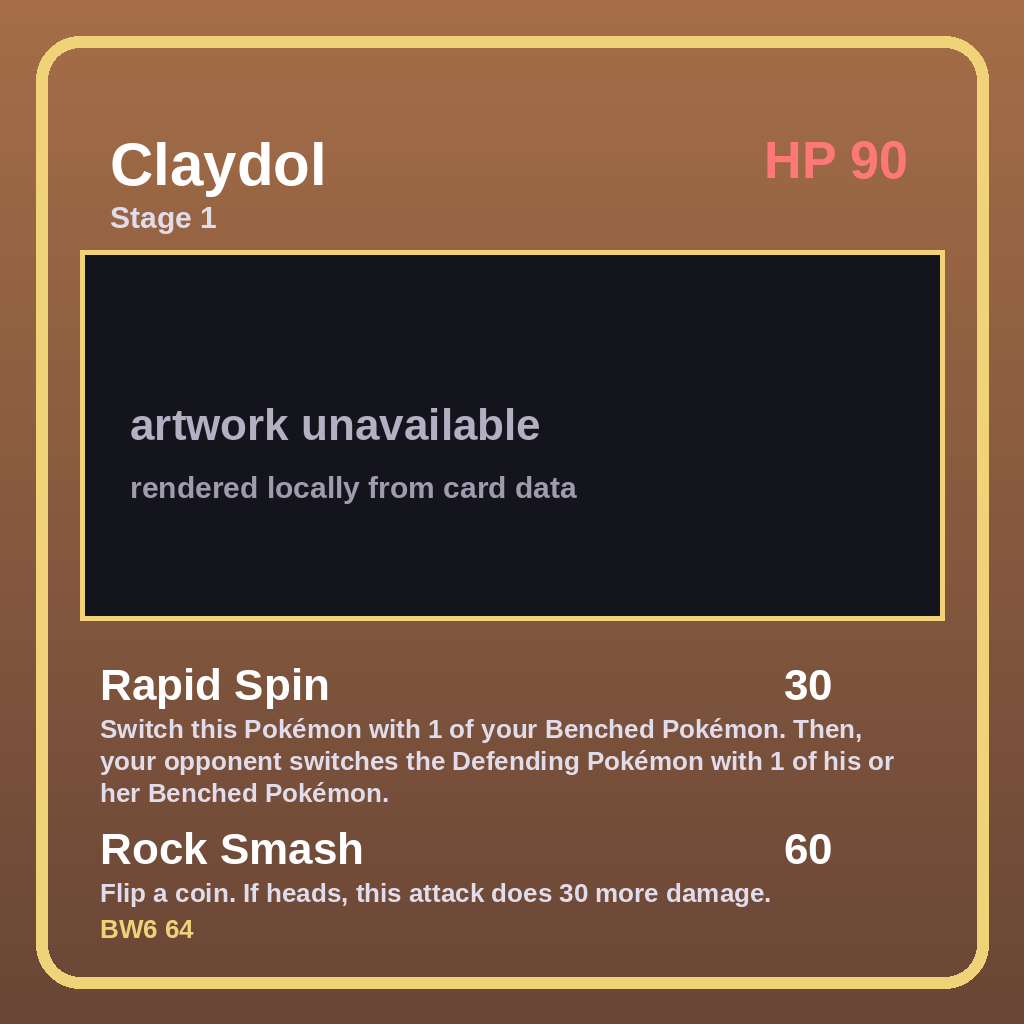 Claydol
HP 90
Stage 1
artwork unavailable
rendered locally from card data
Rapid Spin 30
Switch this Pokémon with 1 of your Benched Pokémon. Then,
your opponent switches the Defending Pokémon with 1 of his or
her Benched Pokémon.
Rock Smash 60
Flip a coin. If heads, this attack does 30 more damage.
BW6 64